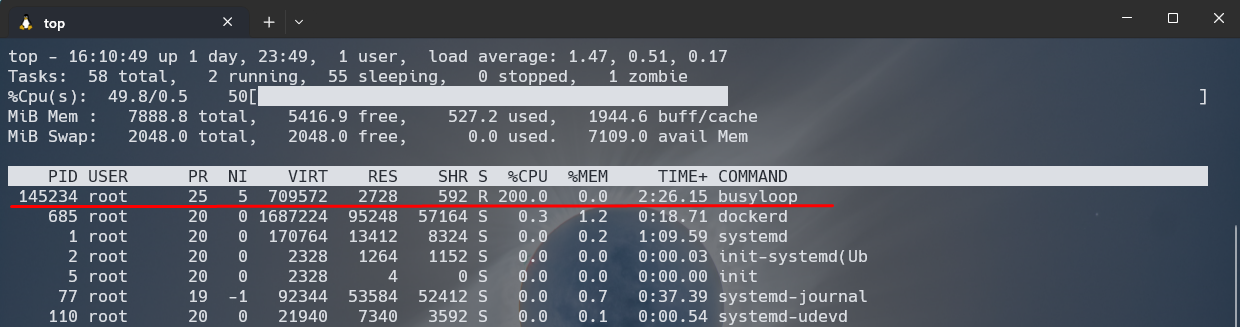 top
top - 16:10:49 up 1 day, 23:49,  1 user,  load average: 1.47, 0.51, 0.17
Tasks:  58 total,   2 running,  55 sleeping,   0 stopped,   1 zombie
%Cpu(s):  49.8/0.5    50[                                               ]
MiB Mem :   7888.8 total,   5416.9 free,    527.2 used,   1944.6 buff/cache
MiB Swap:   2048.0 total,   2048.0 free,      0.0 used.   7109.0 avail Mem
    PID USER      PR  NI    VIRT    RES    SHR S  %CPU  %MEM     TIME+ COMMAND
 145234 root      25   5  709572   2728    592 R 200.0   0.0   2:26.15 busyloop
    685 root      20   0 1687224  95248  57164 S   0.3   1.2   0:18.71 dockerd
      1 root      20   0  170764  13412   8324 S   0.0   0.2   1:09.59 systemd
      2 root      20   0    2328   1264   1152 S   0.0   0.0   0:00.03 init-systemd(Ub
      5 root      20   0    2328      4      0 S   0.0   0.0   0:00.00 init
     77 root      19  -1   92344  53584  52412 S   0.0   0.7   0:37.39 systemd-journal
    110 root      20   0   21940   7340   3592 S   0.0   0.1   0:00.54 systemd-udevd